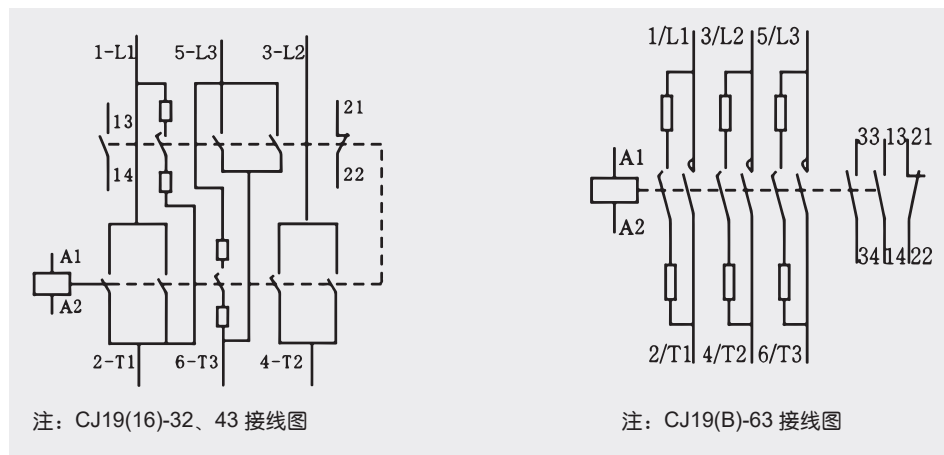 1-L1 5-L3 3-L2
13
14
21
22
A1
A2
2-T1 6-T3 4-T2
注：CJ19(16)-32、43 接线图
1/L1 3/L2 5/L3
A1
A2
33 13 21
34 14 22
2/T1 4/T2 6/T3
注：CJ19(B)-63 接线图